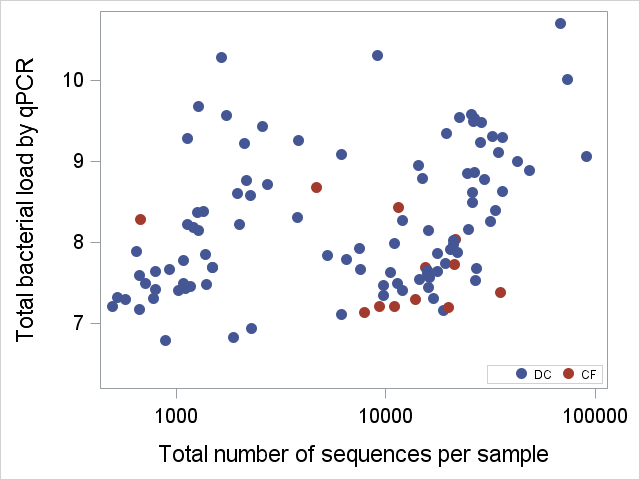 Total bacterial load by qPCR
10
9
8
7
DC CF
1000 10000 100000
Total number of sequences per sample